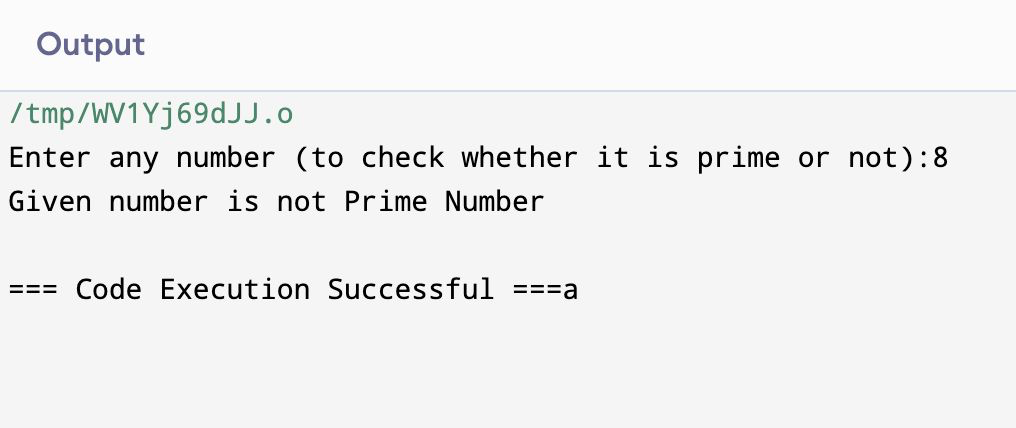 Output
/tmp/WV1Yj69dJJ.o
Enter any number (to check whether it is prime or not):8
Given number is not Prime Number
=== Code Execution Successful ===a